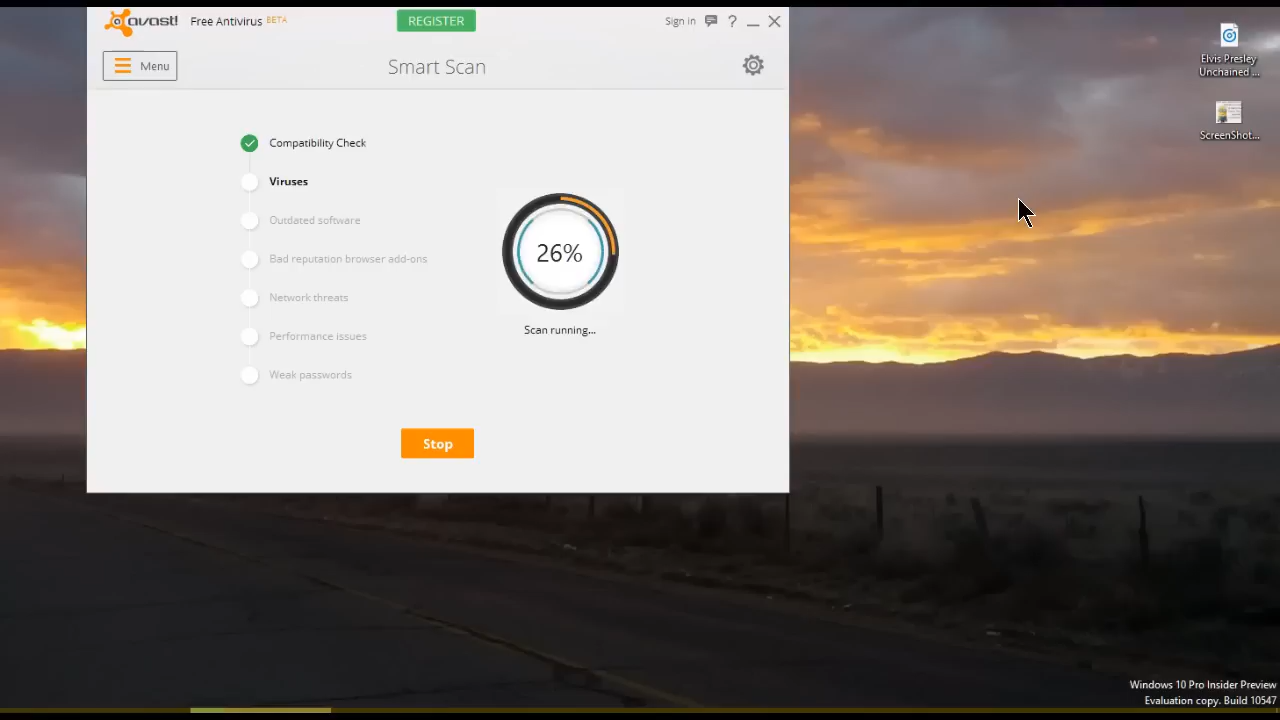 avast! Free Antivirus BETA
REGISTER
Sign in
?
Menu
Smart Scan
Compatibility Check
Viruses
Outdated software
Bad reputation browser add-ons
Network threats
Performance issues
Weak passwords
26%
Scan running...
Stop
Elvis Presley
Unchained ...
ScreenShot...
Windows 10 Pro Insider Preview
Evaluation copy. Build 10547